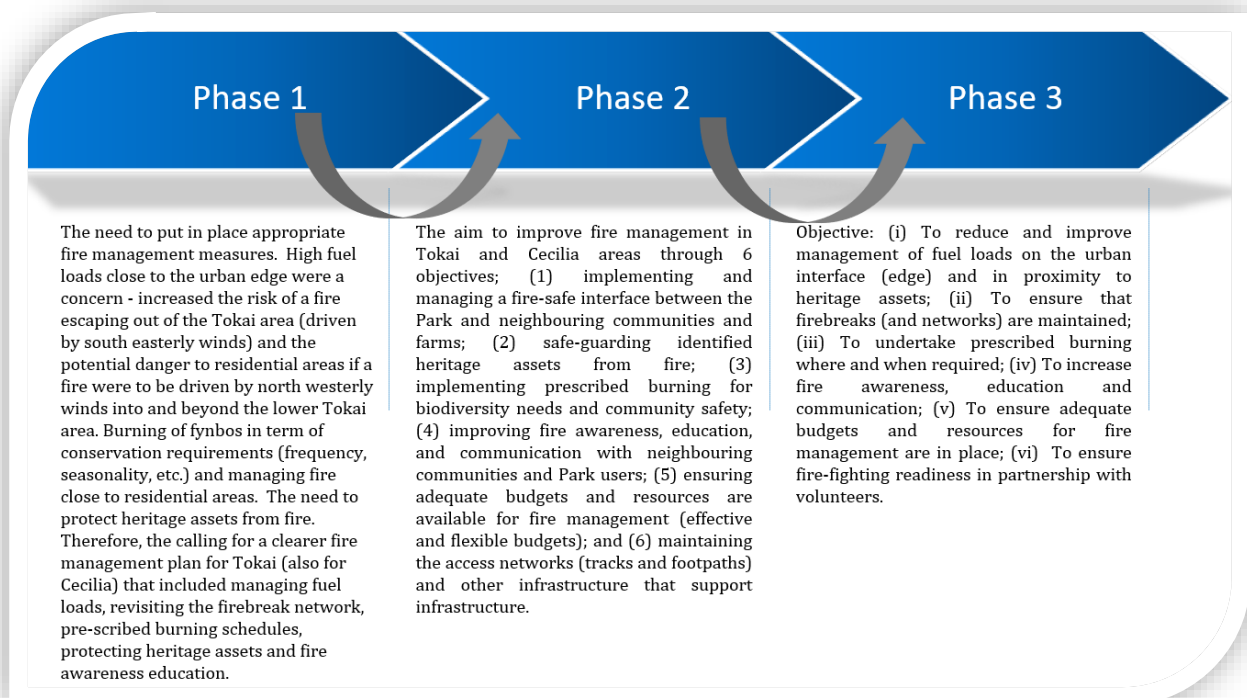 Phase 1
Phase 2
Phase 3
The need to put in place appropriate
fire management measures. High fuel
loads close to the urban edge were a
concern - increased the risk of a fire
escaping out of the Tokai area (driven
by south easterly winds) and the
potential danger to residential areas if a
fire were to be driven by north westerly
winds into and beyond the lower Tokai
area. Burning of fynbos in term of
conservation requirements (frequency,
seasonality, etc.) and managing fire
close to residential areas. The need to
protect heritage assets from fire.
Therefore, the calling for a clearer fire
management plan for Tokai (also for
Cecilia) that included managing fuel
loads, revisiting the firebreak network,
pre-scribed burning schedules,
protecting heritage assets and fire
awareness education.
The aim to improve fire management in
Tokai and Cecilia areas through 6
objectives; (1) implementing and
managing a fire-safe interface between the
Park and neighbouring communities and
farms; (2) safe-guarding identified
heritage assets from fire; (3)
implementing prescribed burning for
biodiversity needs and community safety;
(4) improving fire awareness, education,
and communication with neighbouring
communities and Park users; (5) ensuring
adequate budgets and resources are
available for fire management (effective
and flexible budgets); and (6) maintaining
the access networks (tracks and footpaths)
and other infrastructure that support
infrastructure.
Objective: (i) To reduce and improve
management of fuel loads on the urban
interface (edge) and in proximity to
heritage assets; (ii) To ensure that
firebreaks (and networks) are maintained;
(iii) To undertake prescribed burning
where and when required; (iv) To increase
fire awareness, education and
communication; (v) To ensure adequate
budgets and resources for fire
management are in place; (vi) To ensure
fire-fighting readiness in partnership with
volunteers.